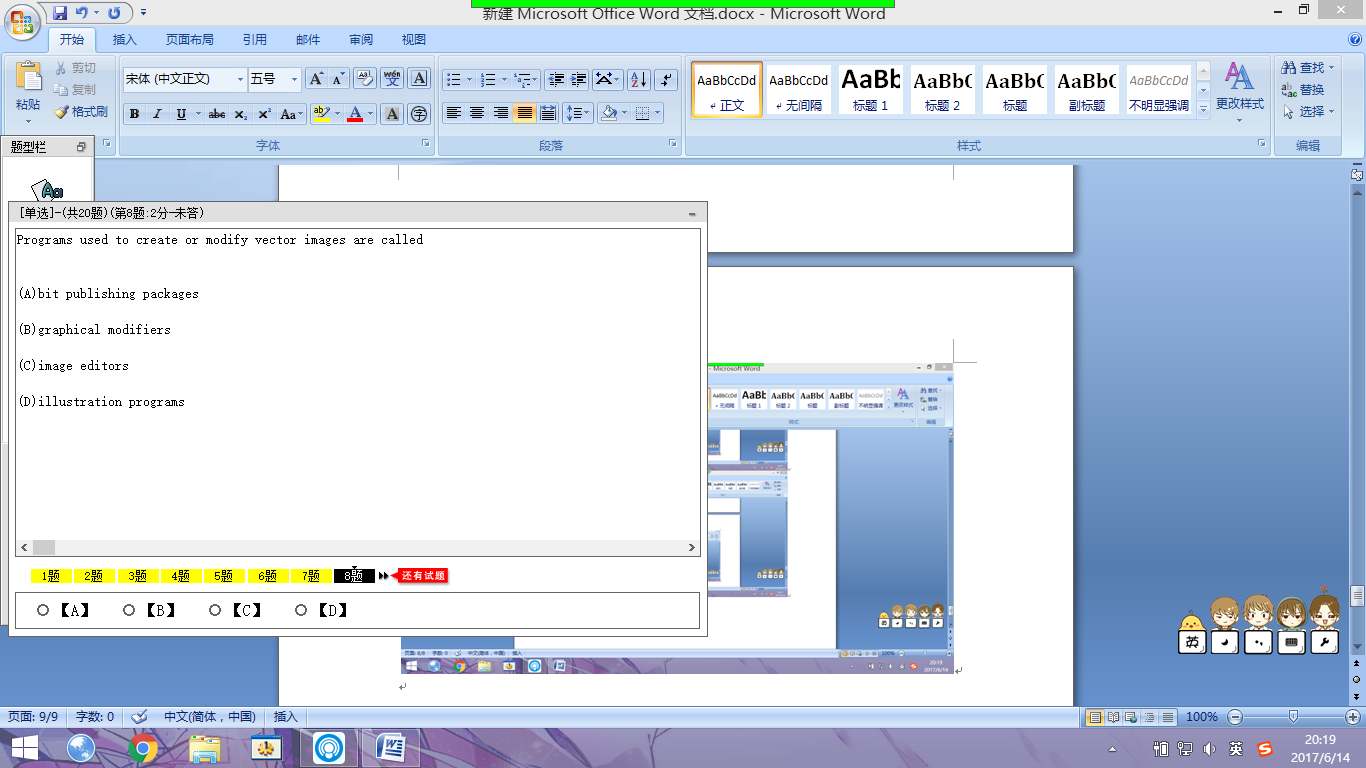 新建 Microsoft Office Word 文档.docx - Microsoft Word
开始 插入 页面布局 引用 邮件 审阅 视图
粘贴
剪切
复制
格式刷
宋体 (中文正文) 五号
字体
段落
AaBbCcDd AaBbCcDd AaBb AaBbC AaBbC AaBbC AaBbCcDd
正文 无间隔 标题 1 标题 2 标题 副标题 不明显强调
更改样式
样式
查找
替换
选择
编辑
题型栏
[单选]-(共20题)(第8题:2分-未答)
Programs used to create or modify vector images are called
(A)bit publishing packages
(B)graphical modifiers
(C)image editors
(D)illustration programs
1题 2题 3题 4题 5题 6题 7题 8题 还有试题
【A】 【B】 【C】 【D】
- Microsoft Word
英
页面: 9/9 字数: 0 中文(简体，中国) 插入 100%
英
20:19
2017/6/14